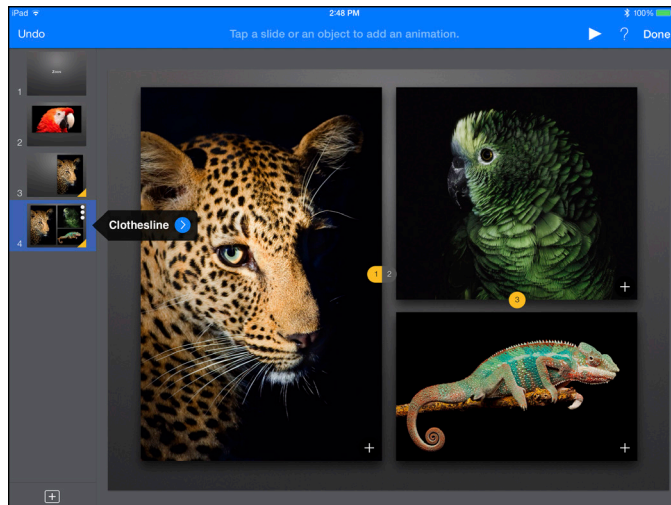 iPad 2:48 PM 100%
Undo Tap a slide or an object to add an animation. ? Done
1
2
3
4
Clothesline
1 2
3